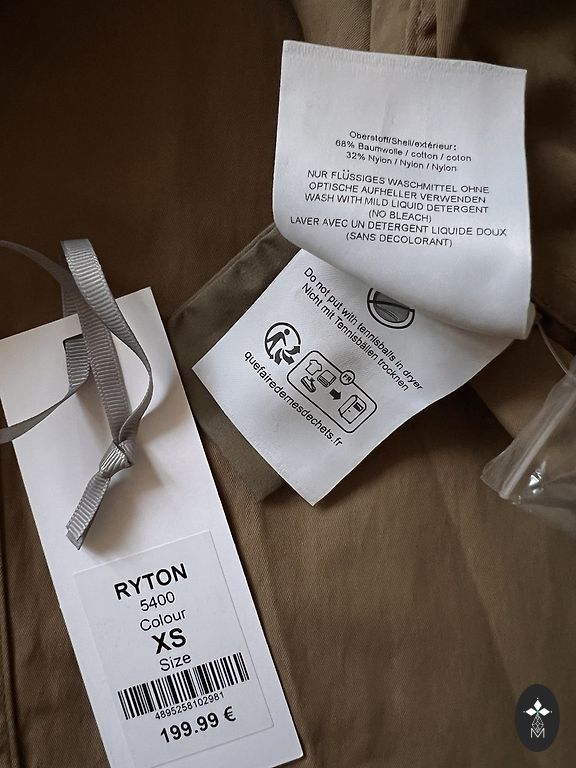 Oberstoff/Shell/extérieur:
68% Baumwolle / cotton / coton
32% Nylon / Nylon / Nylon
NUR FLÜSSIGES WASCHMITTEL OHNE
OPTISCHE AUFHELLER VERWENDEN
WASH WITH MILD LIQUID DETERGENT
(NO BLEACH)
LAVER AVEC UN DETERGENT LIQUIDE DOUX
(SANS DECOLORANT)
Do not put with tennisballs in dryer
Nicht mit Tennisbällen trocknen
FR
quefairedemesdechets.fr
RYTON
5400
Colour
XS
Size
4895258102981
199.99 €
M